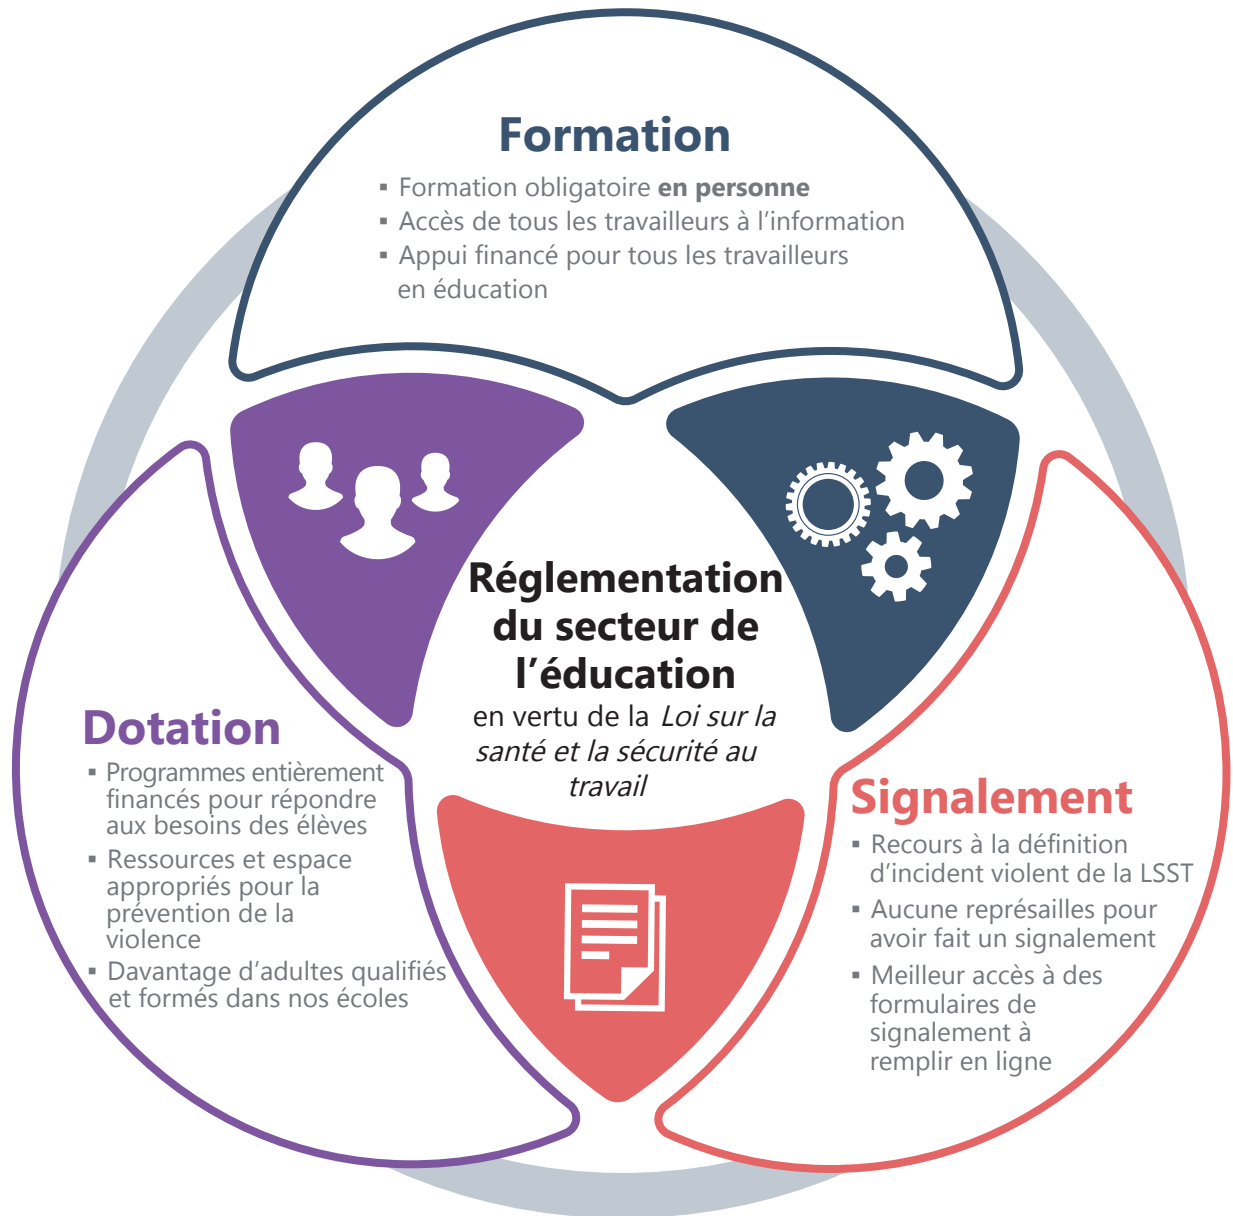 Formation
▪ Formation obligatoire en personne
▪ Accès de tous les travailleurs à l’information
▪ Appui financé pour tous les travailleurs
en éducation
Réglementation
du secteur de
l’éducation
en vertu de la Loi sur la
santé et la sécurité au
travail
Dotation
▪ Programmes entièrement
financés pour répondre
aux besoins des élèves
▪ Ressources et espace
appropriés pour la
prévention de la
violence
▪ Davantage d’adultes qualifiés
et formés dans nos écoles
Signalement
▪ Recours à la définition
d’incident violent de la LSST
▪ Aucune représailles pour
avoir fait un signalement
▪ Meilleur accès à des
formulaires de
signalement à
remplir en ligne